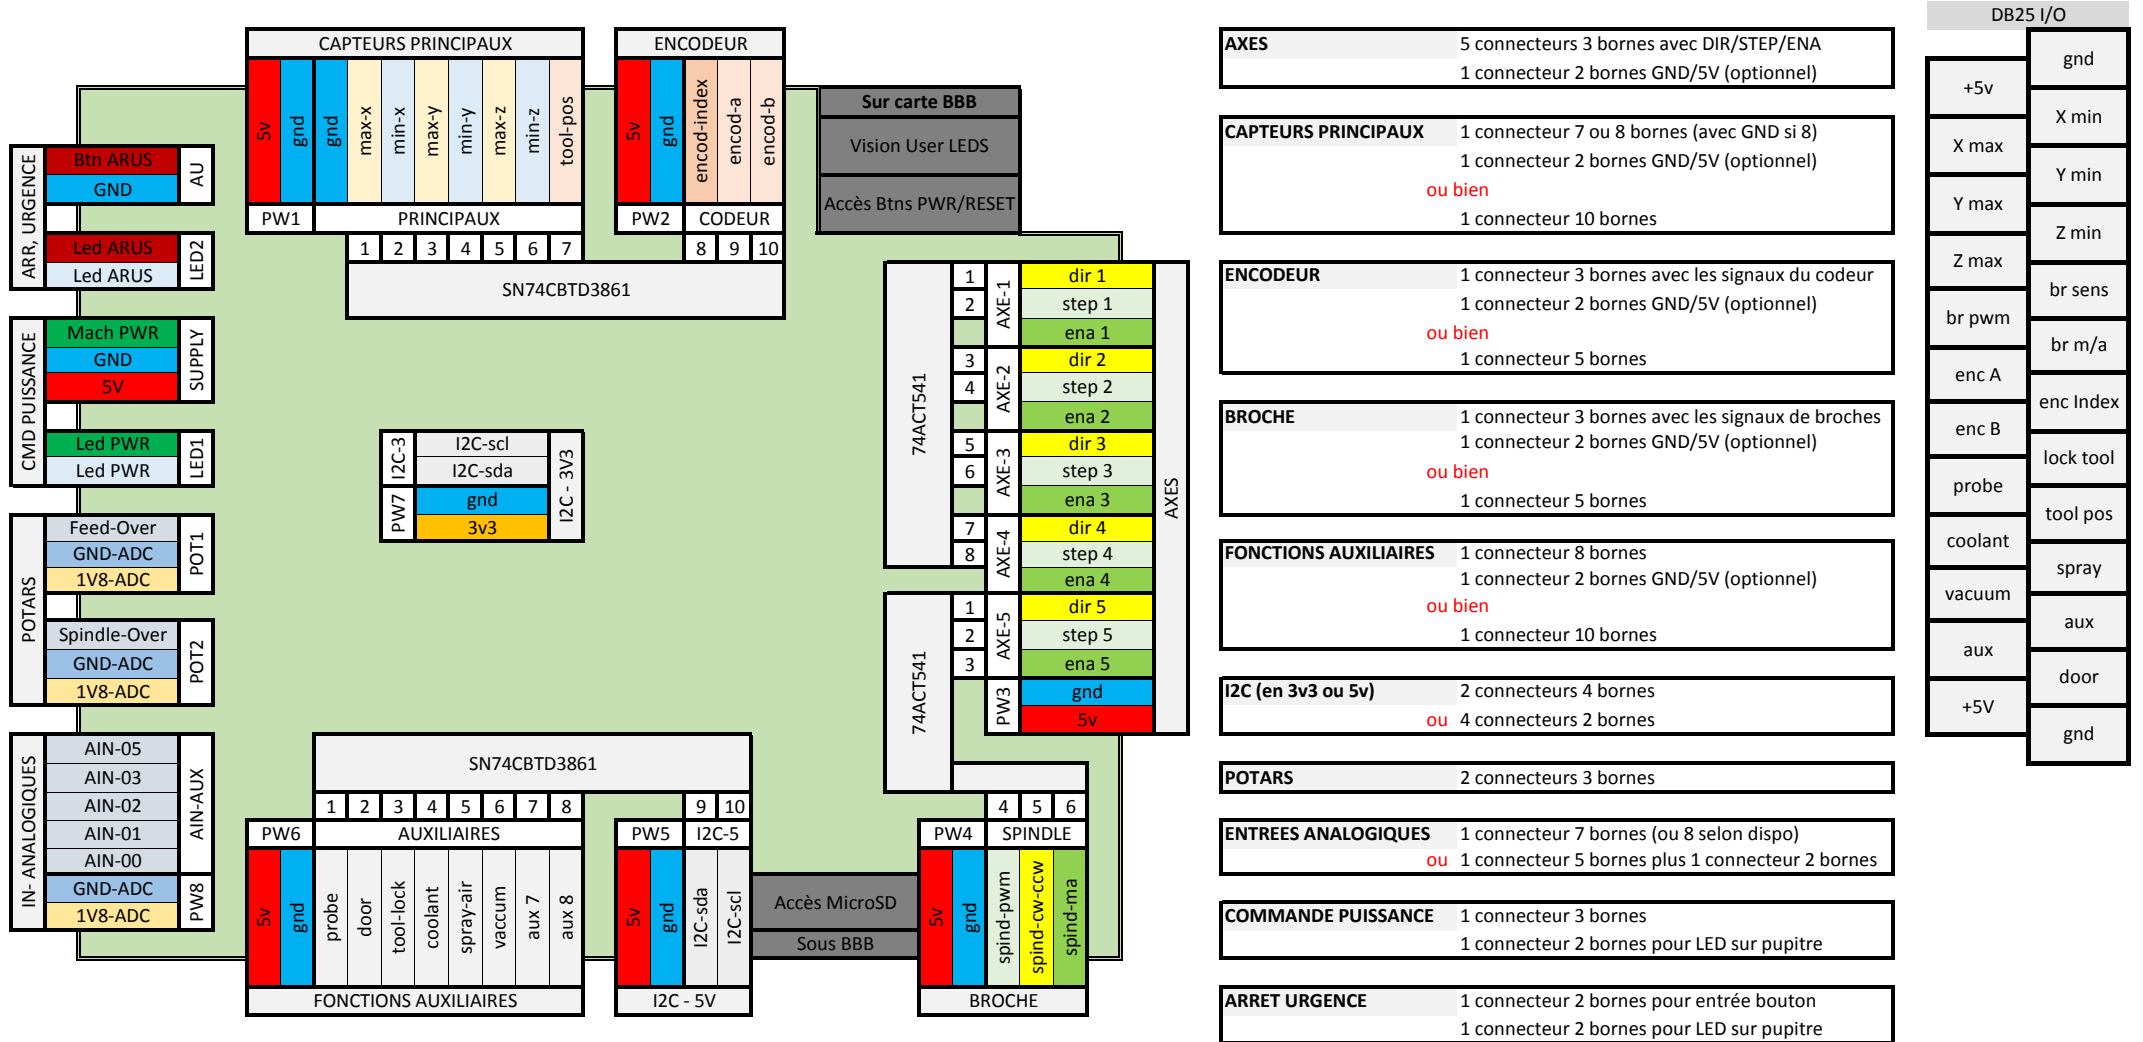 CAPTEURS PRINCIPAUX
5v
gnd
gnd
max-x
min-x
max-y
min-y
max-z
min-z
tool-pos
PW1
PRINCIPAUX
1 2 3 4 5 6 7
ENCODEUR
5v
gnd
encod-index
encod-a
encod-b
PW2
CODEUR
8 9 10
SN74CBTD3861
Sur carte BBB
Vision User LEDS
Accès Btns PWR/RESET
ARR, URGENCE
Btn ARUS
GND
AU
Led ARUS
Led ARUS
LED2
CMD PUISSANCE
Mach PWR
GND
5V
SUPPLY
Led PWR
Led PWR
LED1
POTARS
Feed-Over
GND-ADC
1V8-ADC
POT1
Spindle-Over
GND-ADC
1V8-ADC
POT2
IN- ANALOGIQUES
AIN-05
AIN-03
AIN-02
AIN-01
AIN-00
AIN-AUX
GND-ADC
1V8-ADC
PW8
I2C-3
I2C-scl
I2C-sda
PW7
gnd
3v3
I2C - 3V3
74ACT541
1
2
AXE-1
dir 1
step 1
ena 1
3
4
AXE-2
dir 2
step 2
ena 2
5
6
AXE-3
dir 3
step 3
ena 3
7
8
AXE-4
dir 4
step 4
ena 4
74ACT541
1
2
3
AXE-5
dir 5
step 5
ena 5
PW3
gnd
5v
AXES
SN74CBTD3861
1 2 3 4 5 6 7 8
PW6
AUXILIAIRES
5v
gnd
probe
door
tool-lock
coolant
spray-air
vaccum
aux 7
aux 8
FONCTIONS AUXILIAIRES
9 10
PW5
I2C-5
5v
gnd
I2C-sda
I2C-scl
I2C - 5V
Accès MicroSD
Sous BBB
4 5 6
PW4
SPINDLE
5v
gnd
spind-pwm
spind-cw-ccw
spind-ma
BROCHE
AXES 5 connecteurs 3 bornes avec DIR/STEP/ENA
1 connecteur 2 bornes GND/5V (optionnel)
CAPTEURS PRINCIPAUX 1 connecteur 7 ou 8 bornes (avec GND si 8)
1 connecteur 2 bornes GND/5V (optionnel)
ou bien
1 connecteur 10 bornes
ENCODEUR 1 connecteur 3 bornes avec les signaux du codeur
1 connecteur 2 bornes GND/5V (optionnel)
ou bien
1 connecteur 5 bornes
BROCHE 1 connecteur 3 bornes avec les signaux de broches
1 connecteur 2 bornes GND/5V (optionnel)
ou bien
1 connecteur 5 bornes
FONCTIONS AUXILIAIRES 1 connecteur 8 bornes
1 connecteur 2 bornes GND/5V (optionnel)
ou bien
1 connecteur 10 bornes
I2C (en 3v3 ou 5v) 2 connecteurs 4 bornes
ou 4 connecteurs 2 bornes
POTARS 2 connecteurs 3 bornes
ENTREES ANALOGIQUES 1 connecteur 7 bornes (ou 8 selon dispo)
ou 1 connecteur 5 bornes plus 1 connecteur 2 bornes
COMMANDE PUISSANCE 1 connecteur 3 bornes
1 connecteur 2 bornes pour LED sur pupitre
ARRET URGENCE 1 connecteur 2 bornes pour entrée bouton
1 connecteur 2 bornes pour LED sur pupitre
DB25 I/O
gnd
+5v
X min
X max
Y min
Y max
Z min
Z max
br sens
br pwm
br m/a
enc A
enc Index
enc B
lock tool
probe
tool pos
coolant
spray
vacuum
aux
aux
door
+5V
gnd